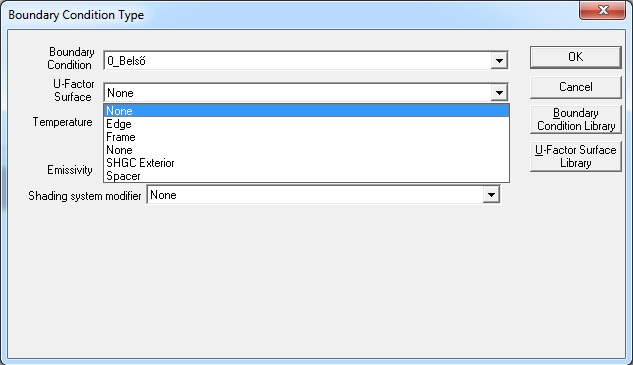 Boundary Condition Type
Boundary Condition
0_Belső
OK
U-Factor Surface
None
Cancel
None
Edge
Frame
None
SHGC Exterior
Spacer
Temperature
Boundary Condition Library
Emissivity
U-Factor Surface Library
Shading system modifier
None